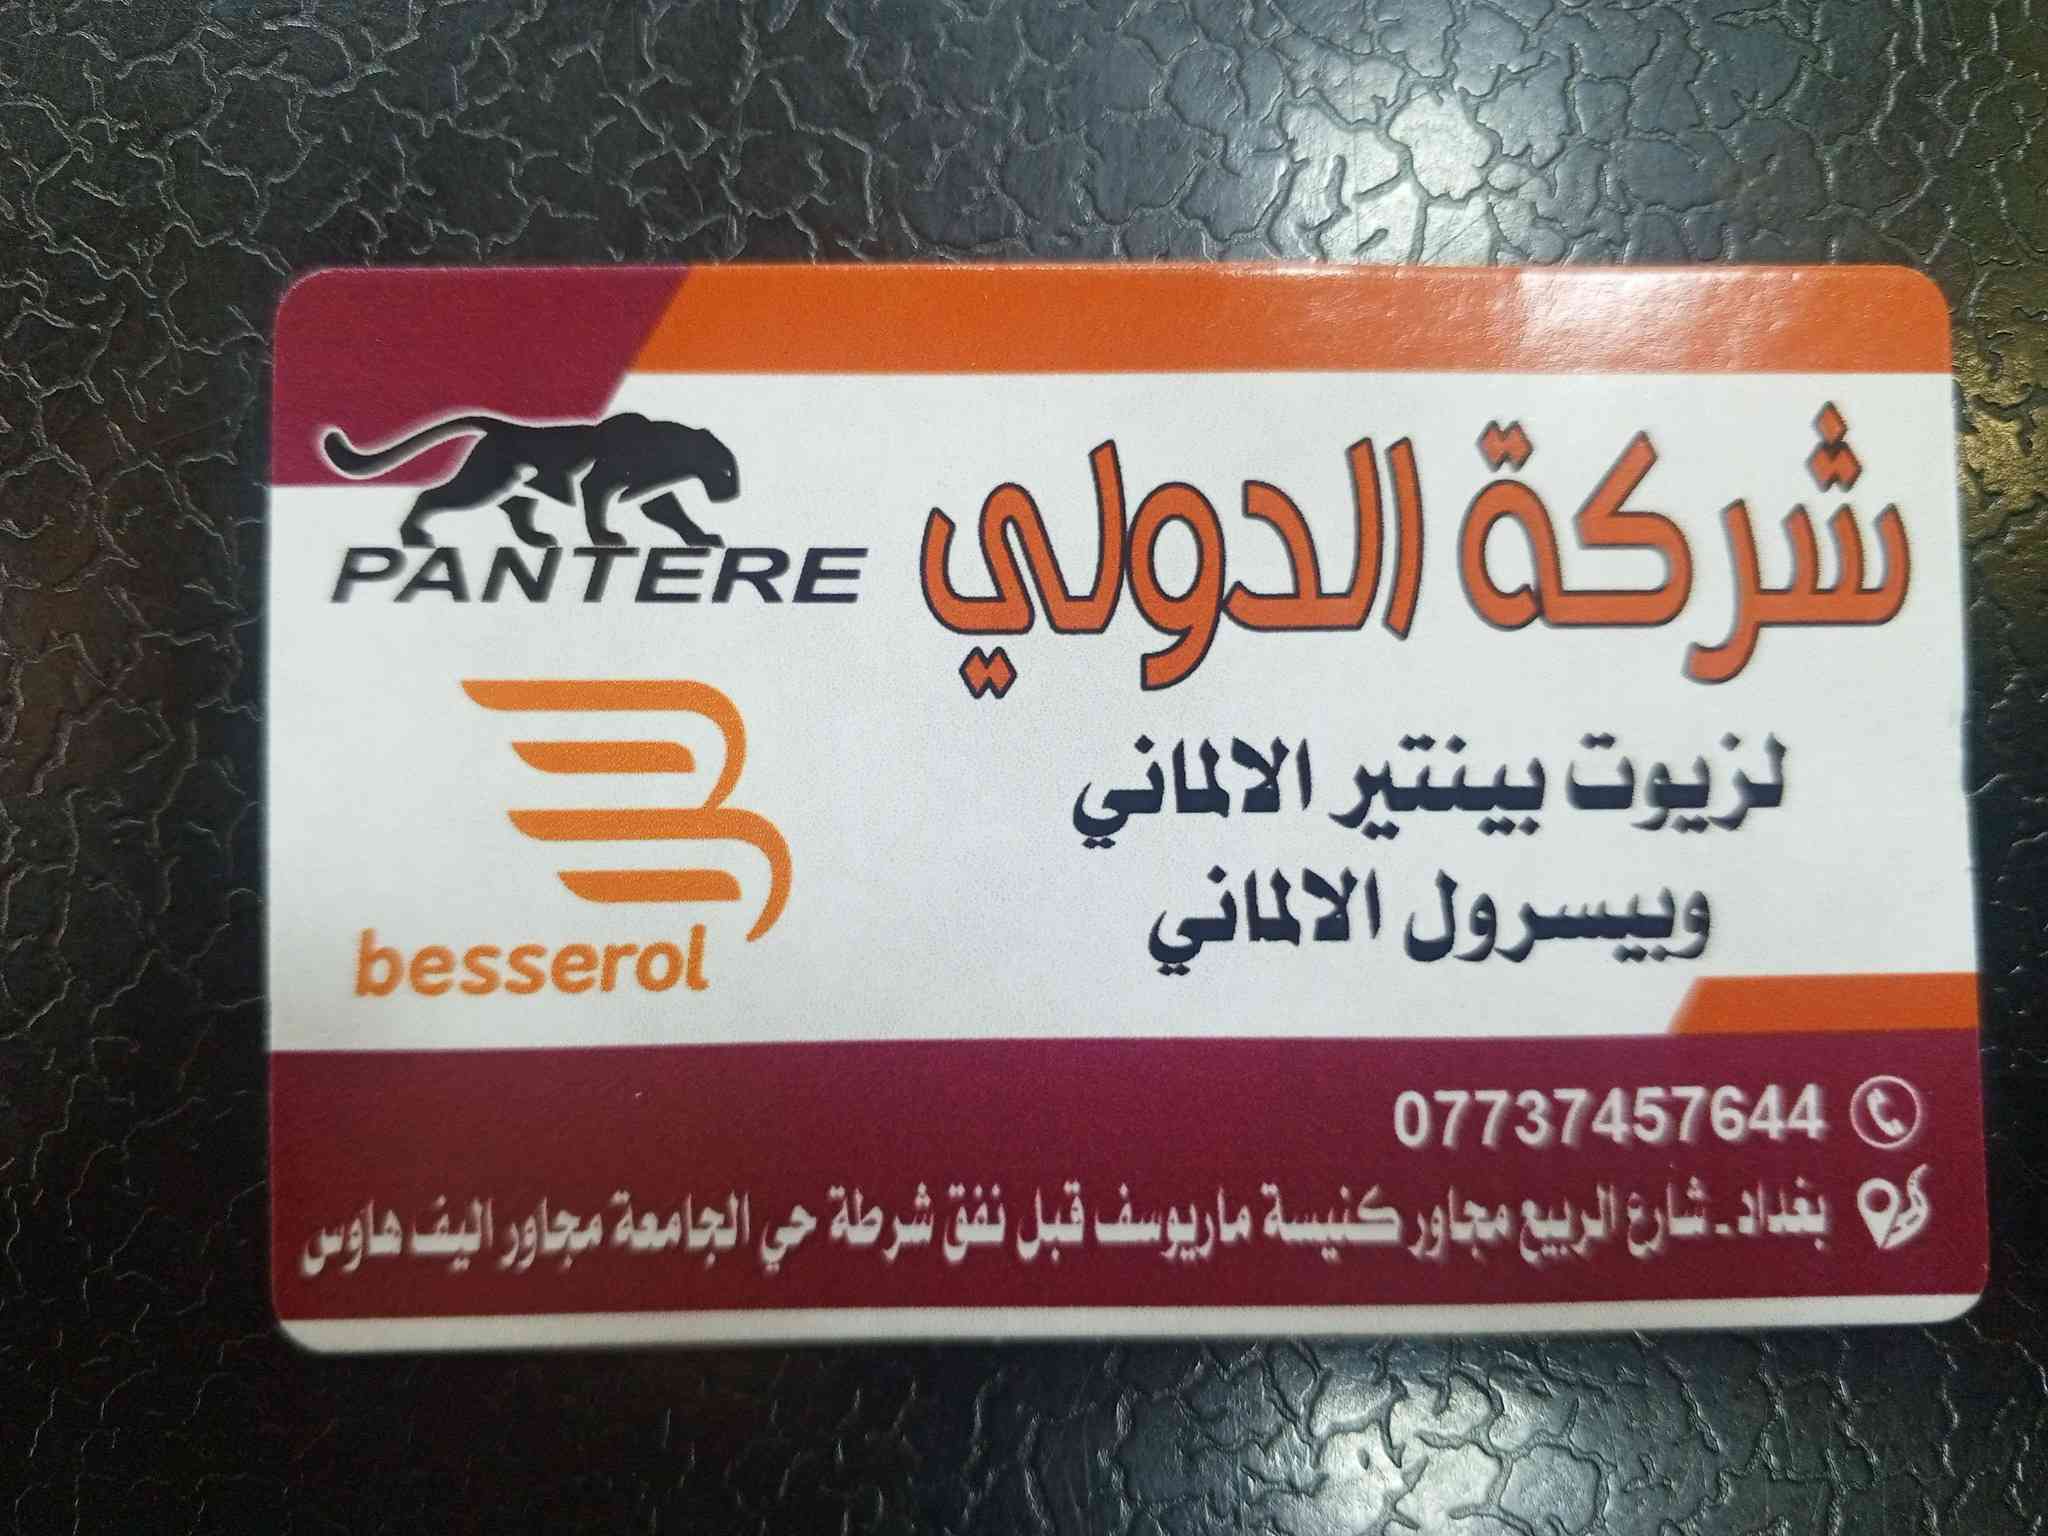 شركة الدولي
PANTERE
لزيوت بينتير الالماني
وبيسرول الالماني
besserol
07737457644
بغداد - شارع الربيع مجاور كنيسة ماريوسف قبل نفق شرطة حي الجامعة مجاور اليف هاوس